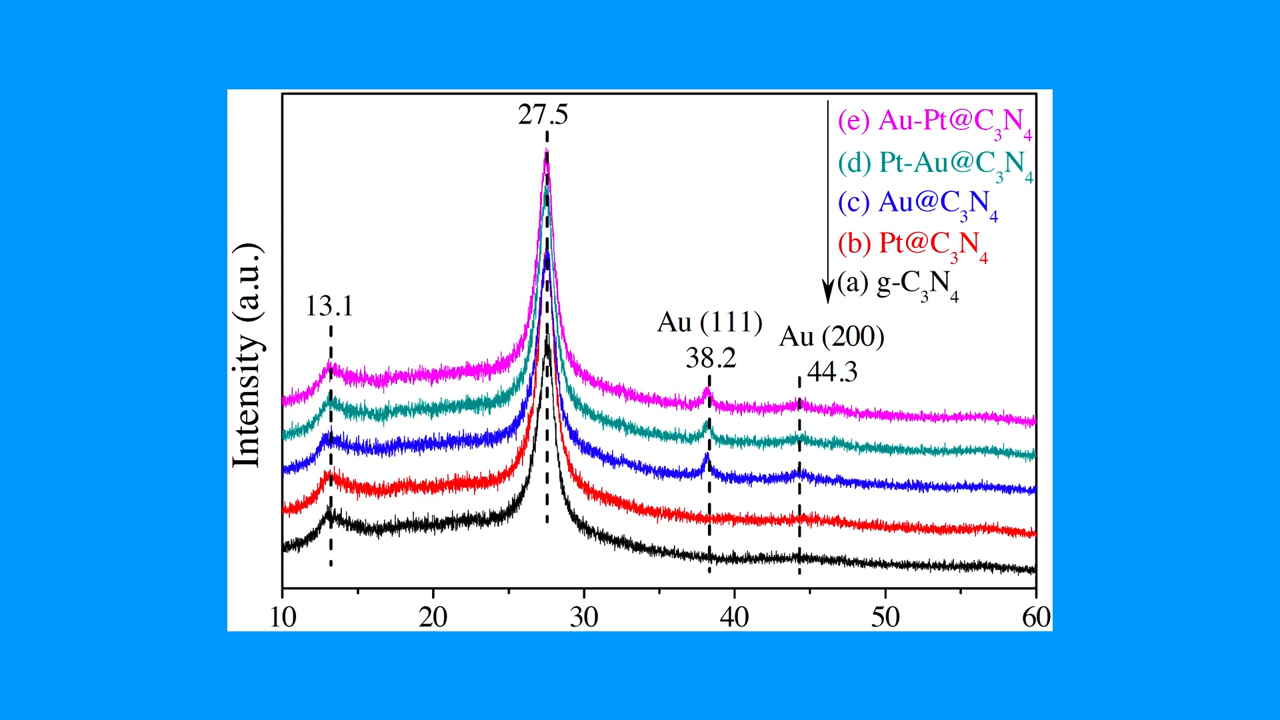 27.5
(e) Au-Pt@C₃N₄
(d) Pt-Au@C₃N₄
(c) Au@C₃N₄
(b) Pt@C₃N₄
(a) g-C₃N₄
13.1
Au (111)
38.2
Au (200)
44.3
Intensity (a.u.)
10 20 30 40 50 60